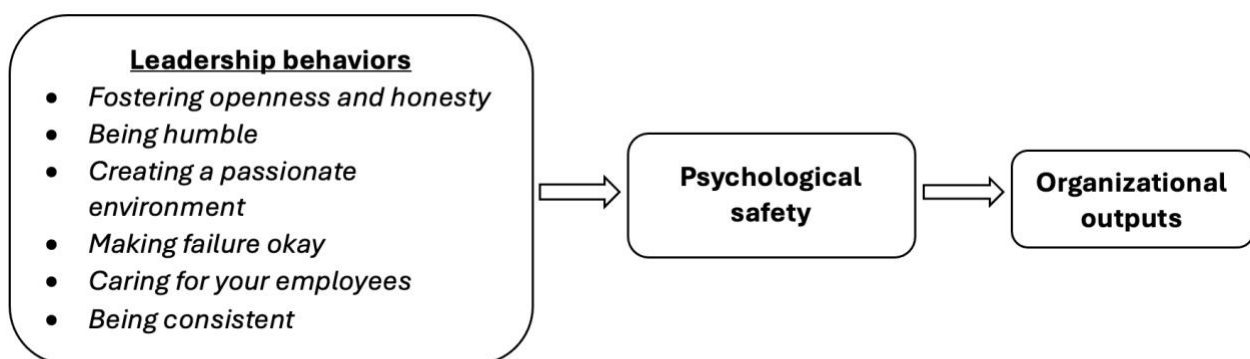 Leadership behaviors
• Fostering openness and honesty
• Being humble
• Creating a passionate
environment
• Making failure okay
• Caring for your employees
• Being consistent
Psychological
safety
Organizational
outputs